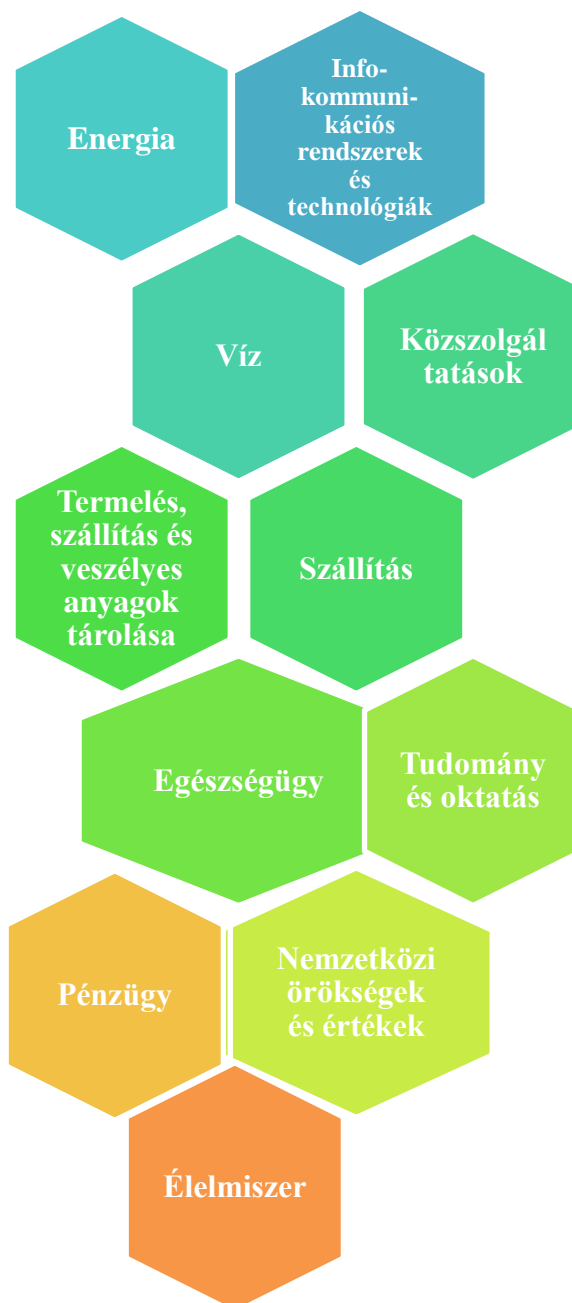 Energia
Info-
kommuni-
kációs
rendszerek
és
technológiák
Víz
Közszolgál
tatások
Termelés,
szállítás és
veszélyes
anyagok
tárolása
Szállítás
Egészségügy
Tudomány
és oktatás
Pénzügy
Nemzetközi
örökségek
és értékek
Élelmiszer